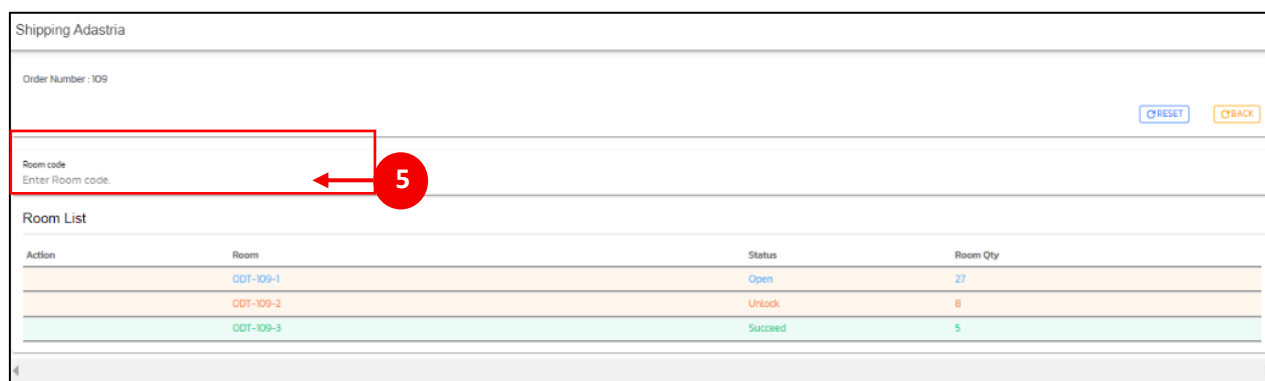 Shipping Adastria
Order Number : 109
RESET BACK
Room code
Enter Room code.
5
Room List
Action Room Status Room Qty
ODT-109-1 Open 27
ODT-109-2 Unlock 8
ODT-109-3 Succeed 5